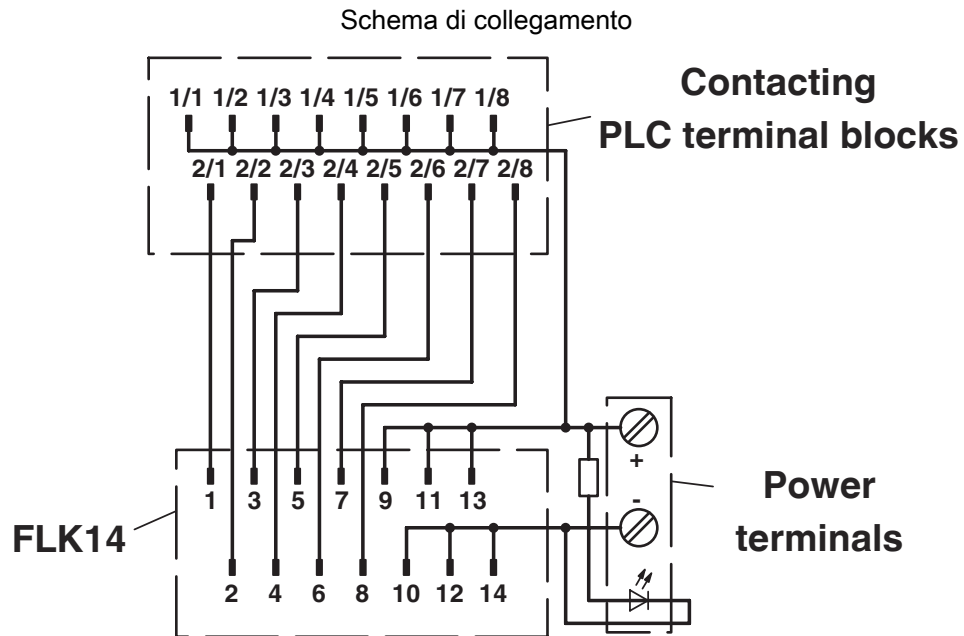 Schema di collegamento
1/1 1/2 1/3 1/4 1/5 1/6 1/7 1/8
Contacting
PLC terminal blocks
2/1 2/2 2/3 2/4 2/5 2/6 2/7 2/8
+
-
1 3 5 7 9 11 13
Power
terminals
FLK14
2 4 6 8 10 12 14